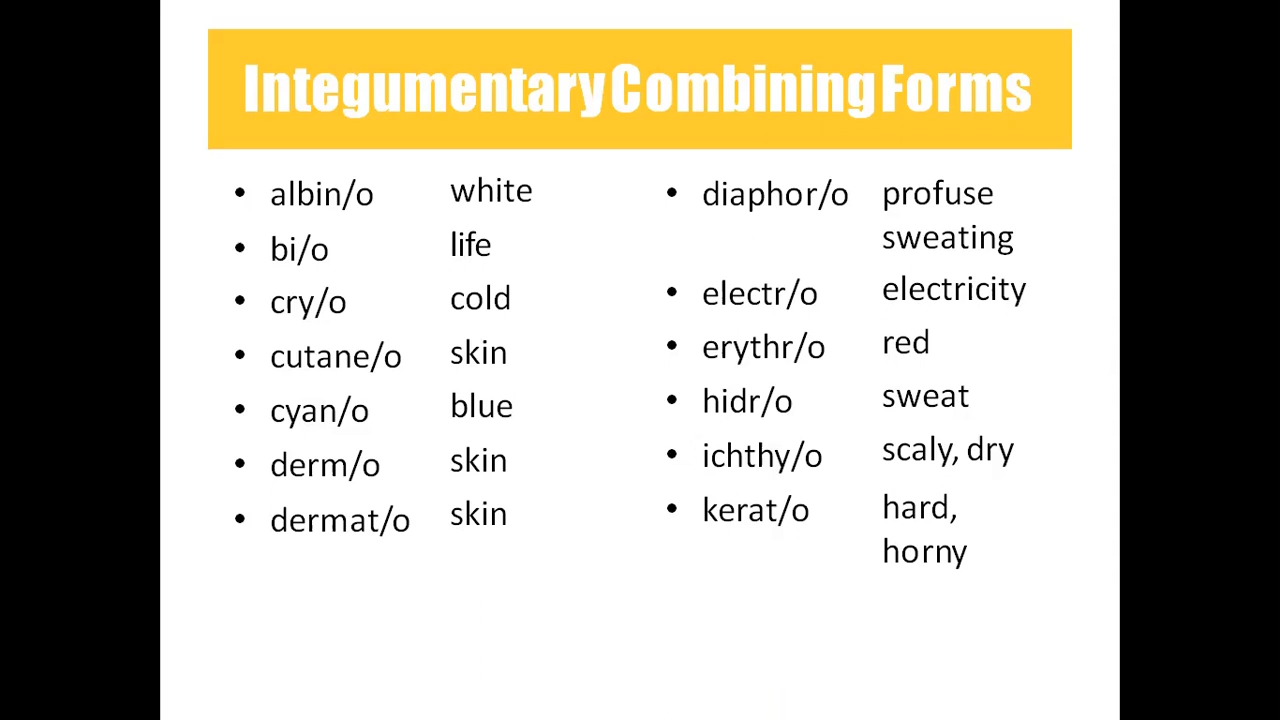 Integumentary Combining Forms
• albin/o white
• bi/o life
• cry/o cold
• cutane/o skin
• cyan/o blue
• derm/o skin
• dermat/o skin
• diaphor/o profuse
sweating
• electr/o electricity
• erythr/o red
• hidr/o sweat
• ichthy/o scaly, dry
• kerat/o hard,
horny